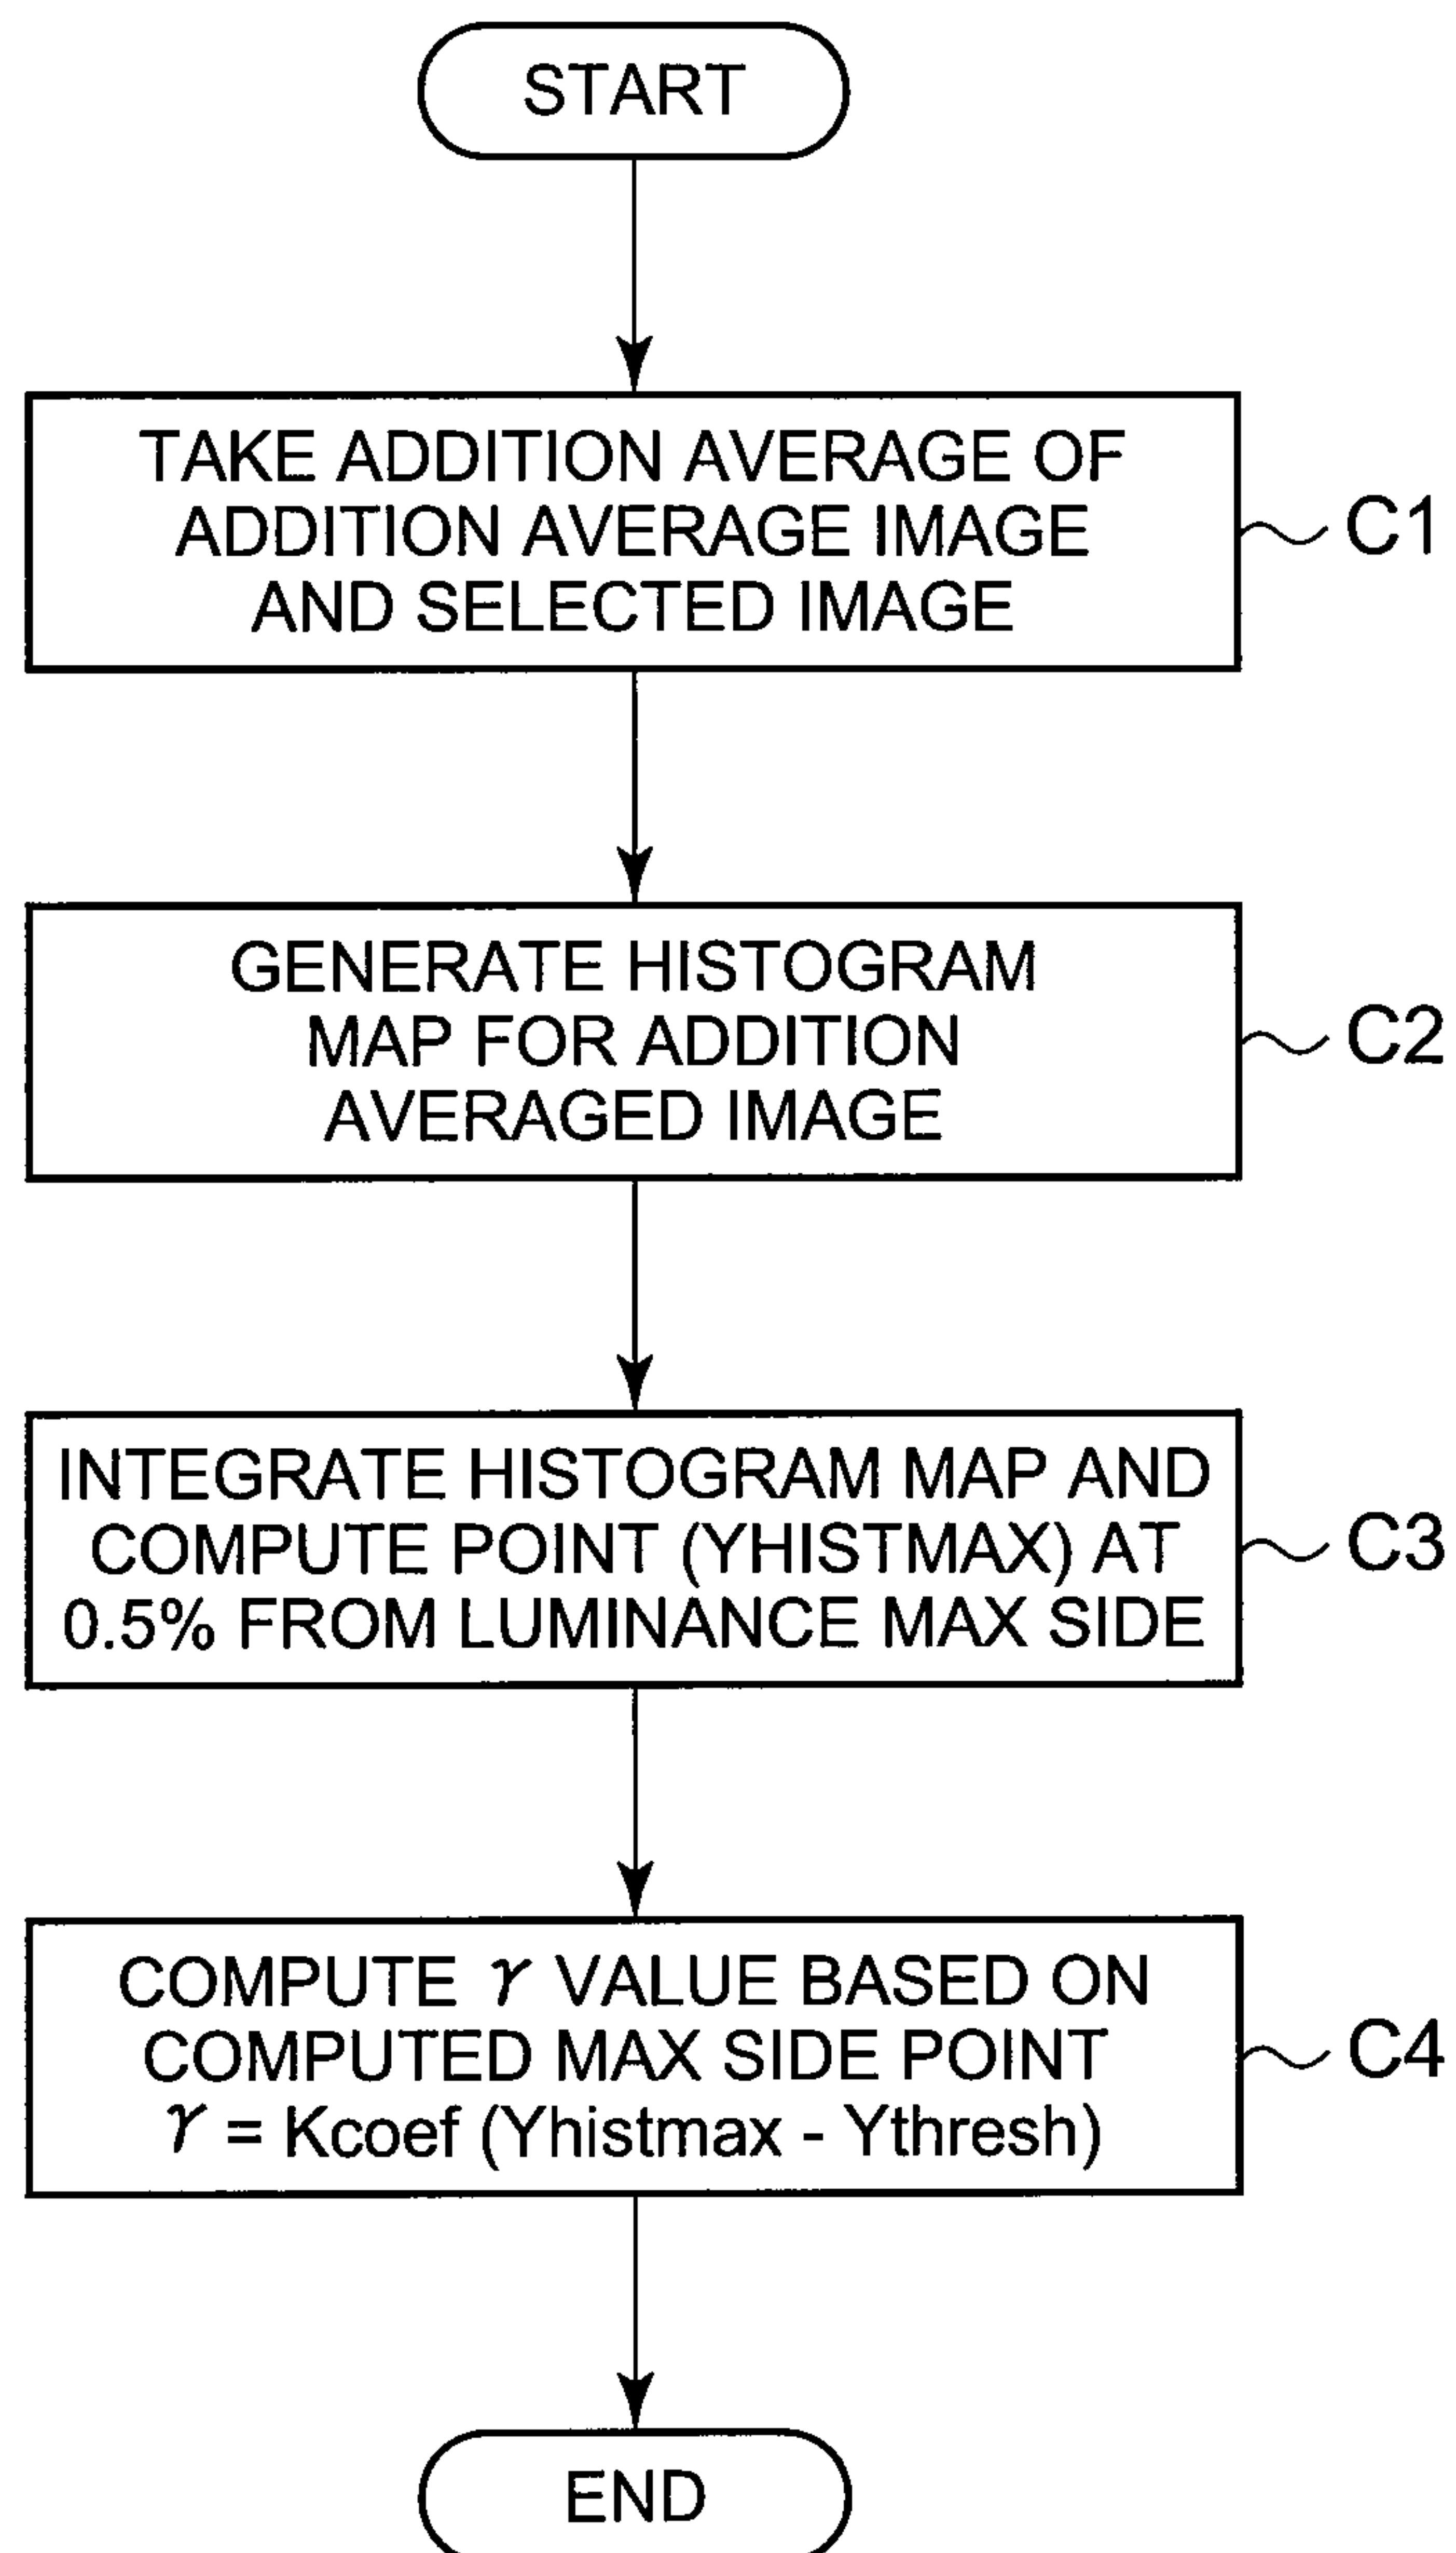 START
TAKE ADDITION AVERAGE OF
ADDITION AVERAGE IMAGE
AND SELECTED IMAGE
C1
GENERATE HISTOGRAM
MAP FOR ADDITION
AVERAGED IMAGE
C2
INTEGRATE HISTOGRAM MAP AND
COMPUTE POINT (YHISTMAX) AT
0.5% FROM LUMINANCE MAX SIDE
C3
COMPUTE γ VALUE BASED ON
COMPUTED MAX SIDE POINT
γ = Kcoef (Yhistmax - Ythresh)
C4
END